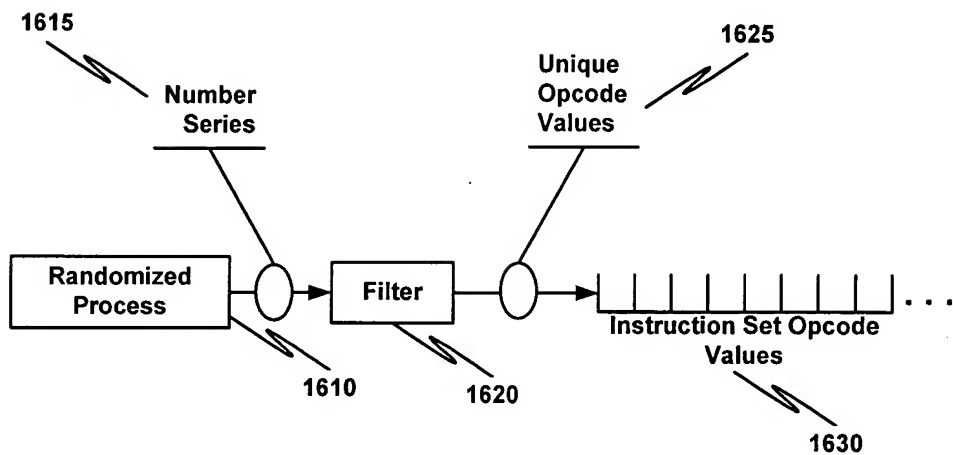 1615
1625
Number
Series
Unique
Opcode
Values
Randomized
Process
Filter
Instruction Set Opcode
Values
1610
1620
1630